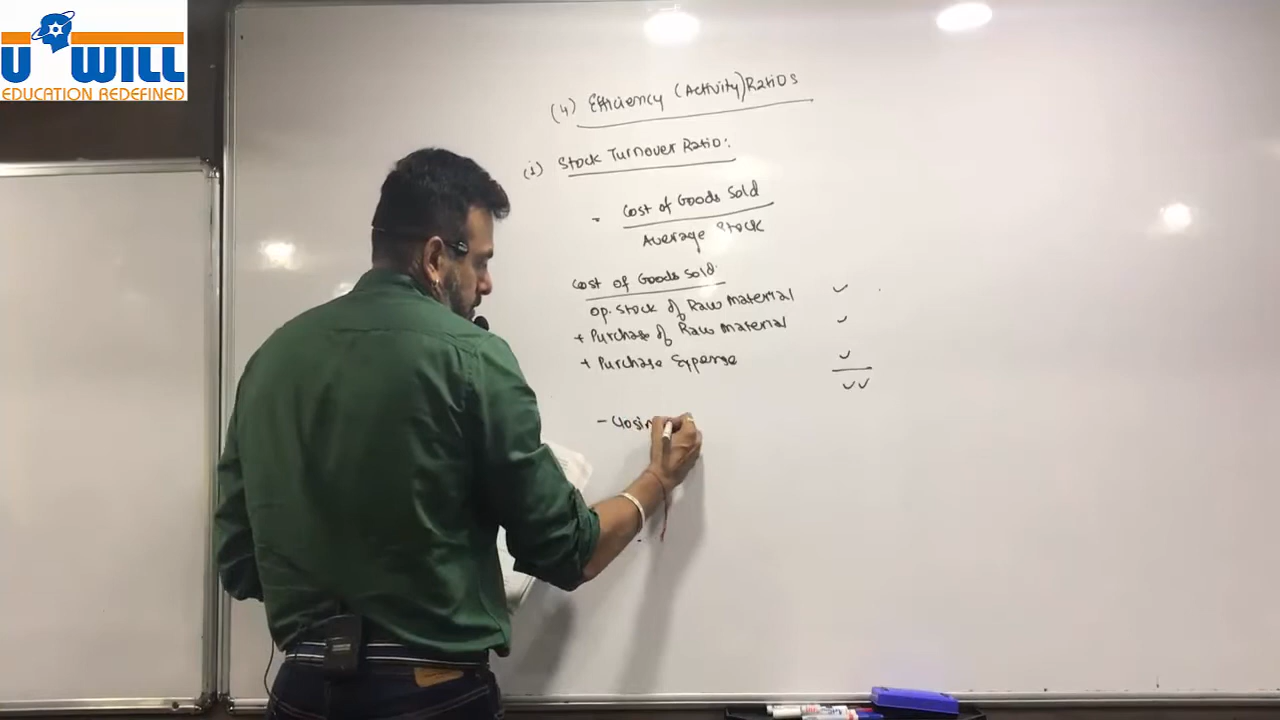 U WILL
EDUCATION REDEFINED
(4) Efficiency (Activity) Ratios
(1) Stock Turnover Ratio:
= Cost of Goods Sold
Average Stock
Cost of Goods Sold
Op. Stock of Raw Material
+ Purchase of Raw Material
+ Purchase Expense
- Closin